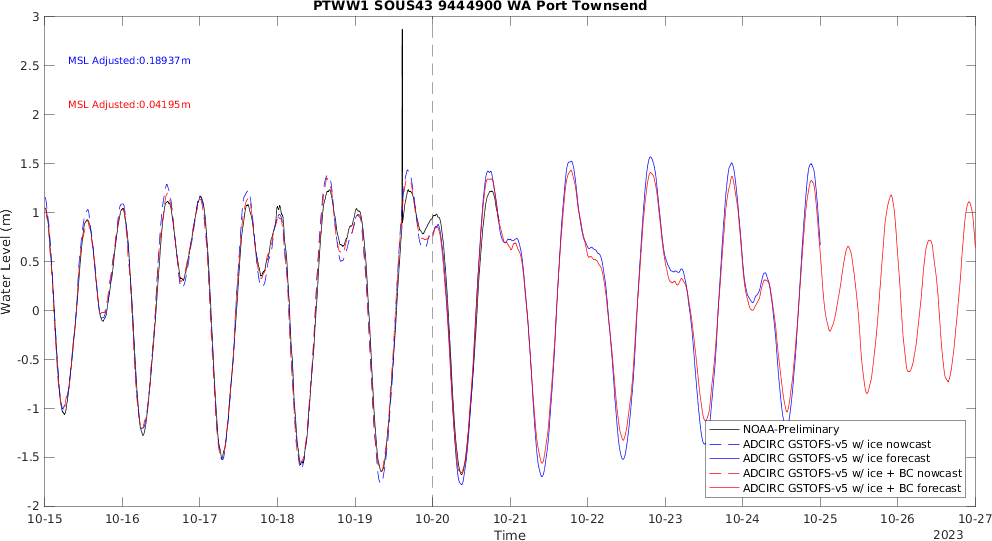 PTWW1 SOUS43 9444900 WA Port Townsend
3
2.5
2
1.5
1
0.5
0
-0.5
-1
-1.5
-2
Water Level (m)
MSL Adjusted:0.18937m
MSL Adjusted:0.04195m
NOAA-Preliminary
ADCIRC GSTOFS-v5 w/ ice nowcast
ADCIRC GSTOFS-v5 w/ ice forecast
ADCIRC GSTOFS-v5 w/ ice + BC nowcast
ADCIRC GSTOFS-v5 w/ ice + BC forecast
10-15 10-16 10-17 10-18 10-19 10-20 10-21 10-22 10-23 10-24 10-25 10-26 10-27
Time
2023